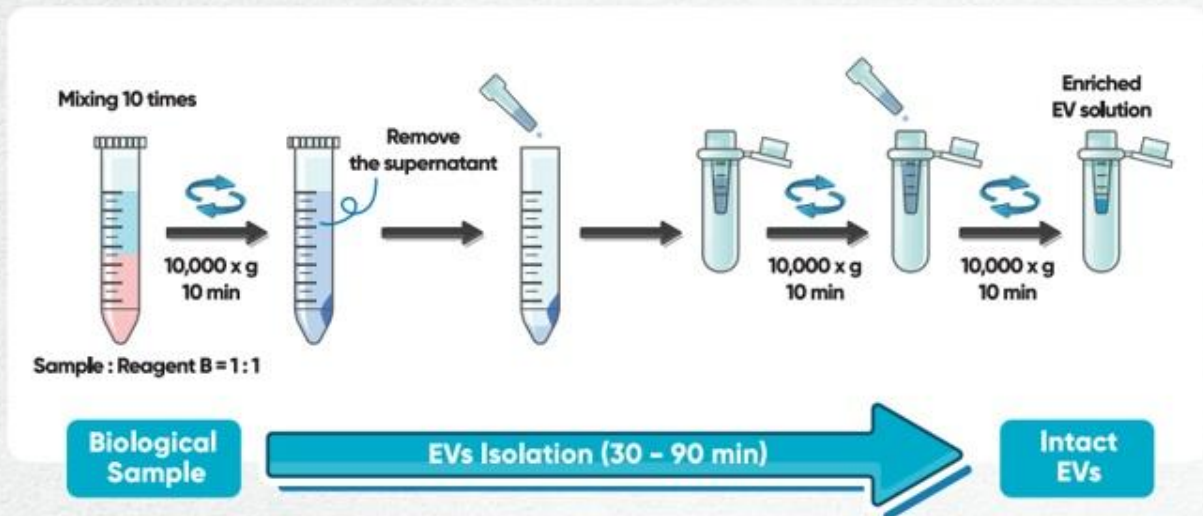 Mixing 10 times
Remove
the supernatant
Enriched
EV solution
10,000 x g
10 min
10,000 x g
10 min
10,000 x g
10 min
Sample : Reagent B = 1 : 1
Biological
Sample
EVs Isolation (30 – 90 min)
Intact
EVs